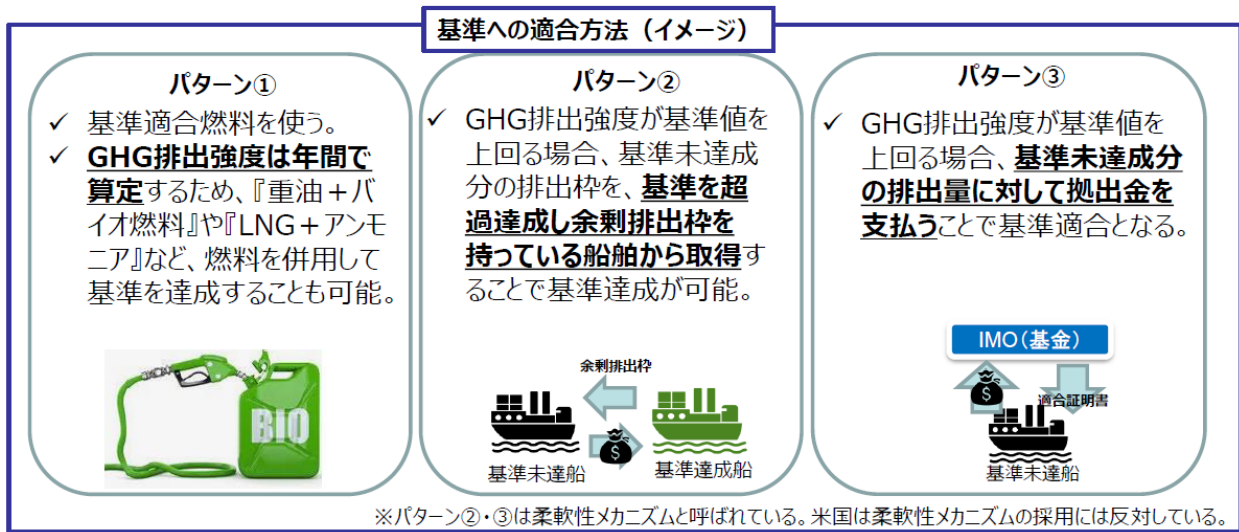 基準への適合方法（イメージ）
パターン①
✓ 基準適合燃料を使う。
✓ GHG排出強度は年間で
算定するため、『重油＋バ
イオ燃料』や『LNG＋アンモ
ニア』など、燃料を併用して
基準を達成することも可能。
BIO
パターン②
✓ GHG排出強度が基準値を
上回る場合、基準未達成
分の排出枠を、基準を超
過達成し余剰排出枠を
持っている船舶から取得す
ることで基準達成が可能。
余剰排出枠
$
基準未達船
基準達成船
パターン③
✓ GHG排出強度が基準値を
上回る場合、基準未達成分
の排出量に対して拠出金を
支払うことで基準適合となる。
IMO（基金）
$
適合証明書
基準未達船
※パターン②・③は柔軟性メカニズムと呼ばれている。米国は柔軟性メカニズムの採用には反対している。